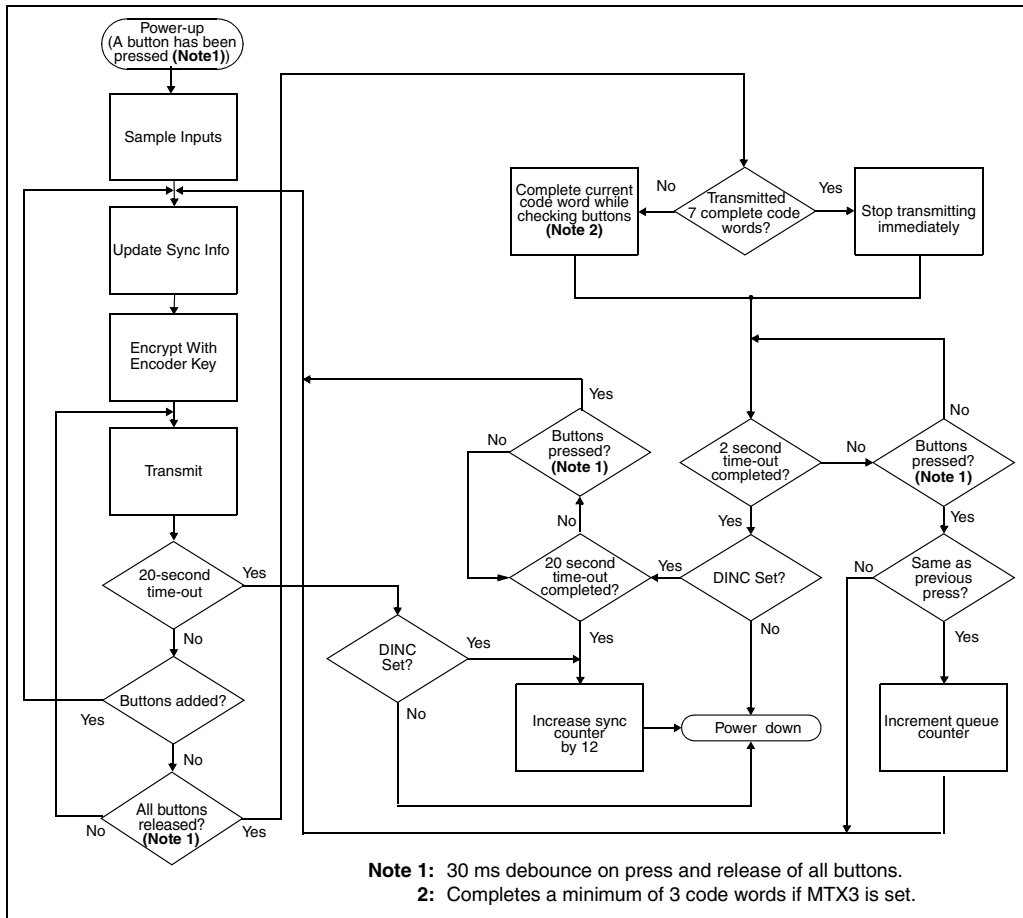 Power-up
(A button has been
pressed (Note1))
Sample Inputs
Update Sync Info
Encrypt With
Encoder Key
Transmit
20-second
time-out
Yes
No
Buttons added?
Yes
No
All buttons
released?
(Note 1)
No
Yes
Transmitted
7 complete code
words?
No
Yes
Complete current
code word while
checking buttons
(Note 2)
Stop transmitting
immediately
2 second
time-out
completed?
No
Yes
Buttons
pressed?
(Note 1)
No
Yes
Same as
previous
press?
No
Yes
Increment queue
counter
DINC Set?
Yes
No
20 second
time-out
completed?
No
Yes
Buttons
pressed?
(Note 1)
No
Yes
DINC
Set?
Yes
No
Increase sync
counter
by 12
Power down
Note 1: 30 ms debounce on press and release of all buttons.
2: Completes a minimum of 3 code words if MTX3 is set.